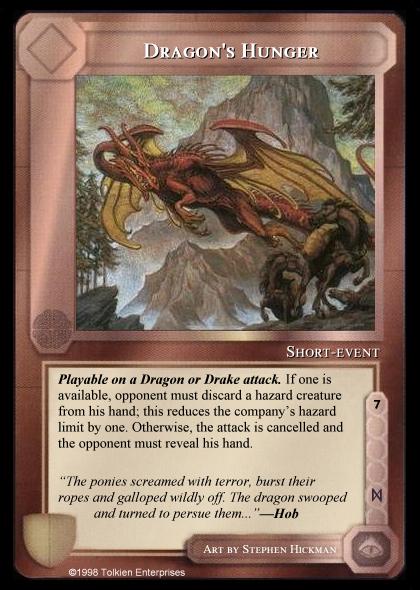 DRAGON'S HUNGER
SHORT-EVENT
Playable on a Dragon or Drake attack. If one is
available, opponent must discard a hazard creature
from his hand; this reduces the company's hazard
limit by one. Otherwise, the attack is cancelled and
the opponent must reveal his hand.
7
"The ponies screamed with terror, burst their
ropes and galloped wildly off. The dragon swooped
and turned to persue them..."—Hob
ART BY STEPHEN HICKMAN
©1998 Tolkien Enterprises